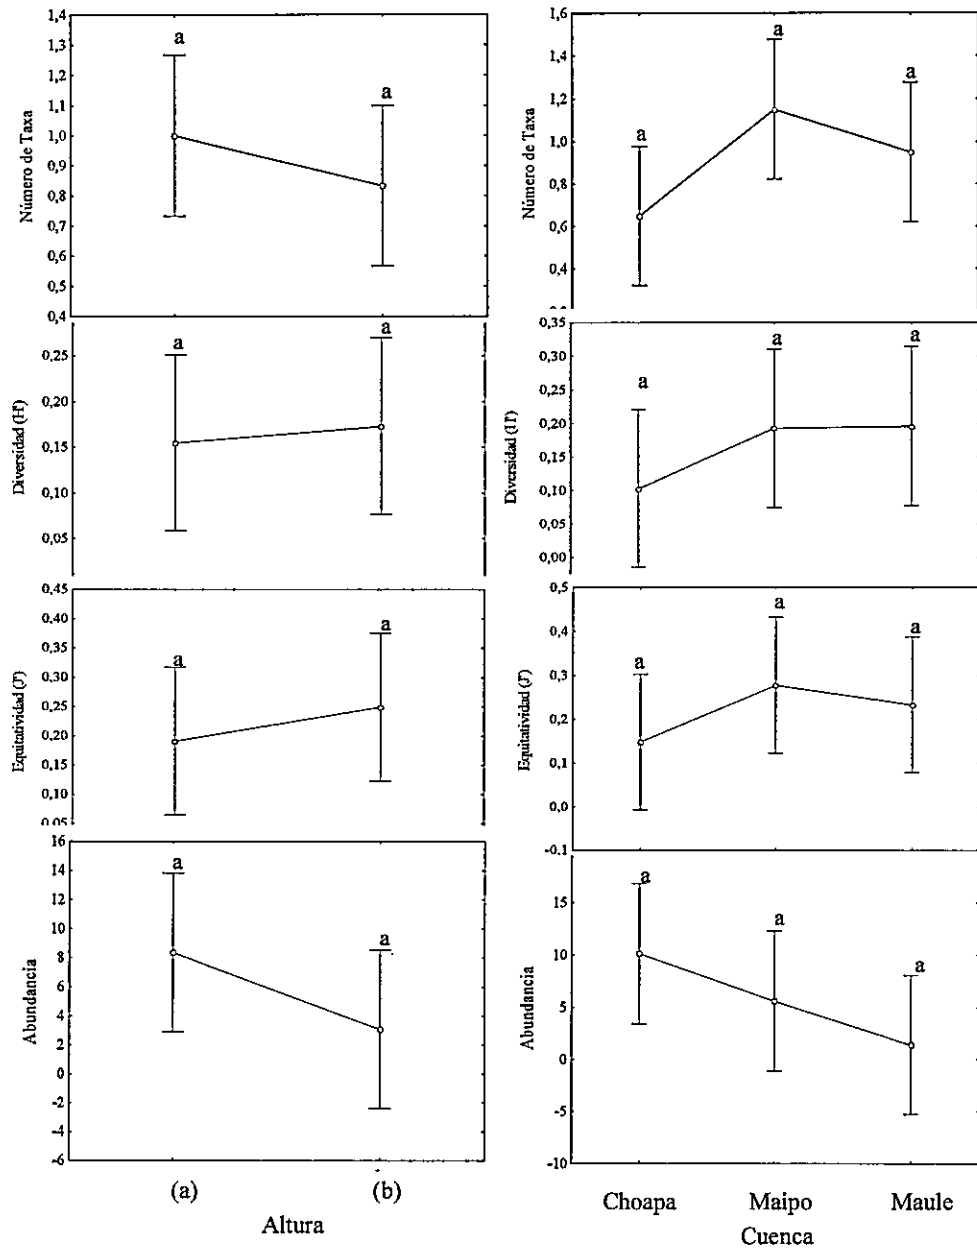 Número de Taxa
1,4
1,3
1,2
1,1
1,0
0,9
0,8
0,7
0,6
0,5
0,4
a
a
Número de Taxa
1,6
1,4
1,2
1,0
0,8
0,6
0,4
a
a
a
Diversidad (H')
0,25
0,20
0,15
0,10
0,05
a
a
Diversidad (H')
0,35
0,30
0,25
0,20
0,15
0,10
0,05
0,00
a
a
a
Equitatividad (J')
0,45
0,40
0,35
0,30
0,25
0,20
0,15
0,10
0,05
a
a
Equitatividad (J')
0,5
0,4
0,3
0,2
0,1
0,0
-0.1
a
a
a
Abundancia
16
14
12
10
8
6
4
2
0
-2
-4
-6
a
a
(a) (b)
Altura
Abundancia
15
10
5
0
-5
-10
a
a
a
Choapa Maipo Maule
Cuenca